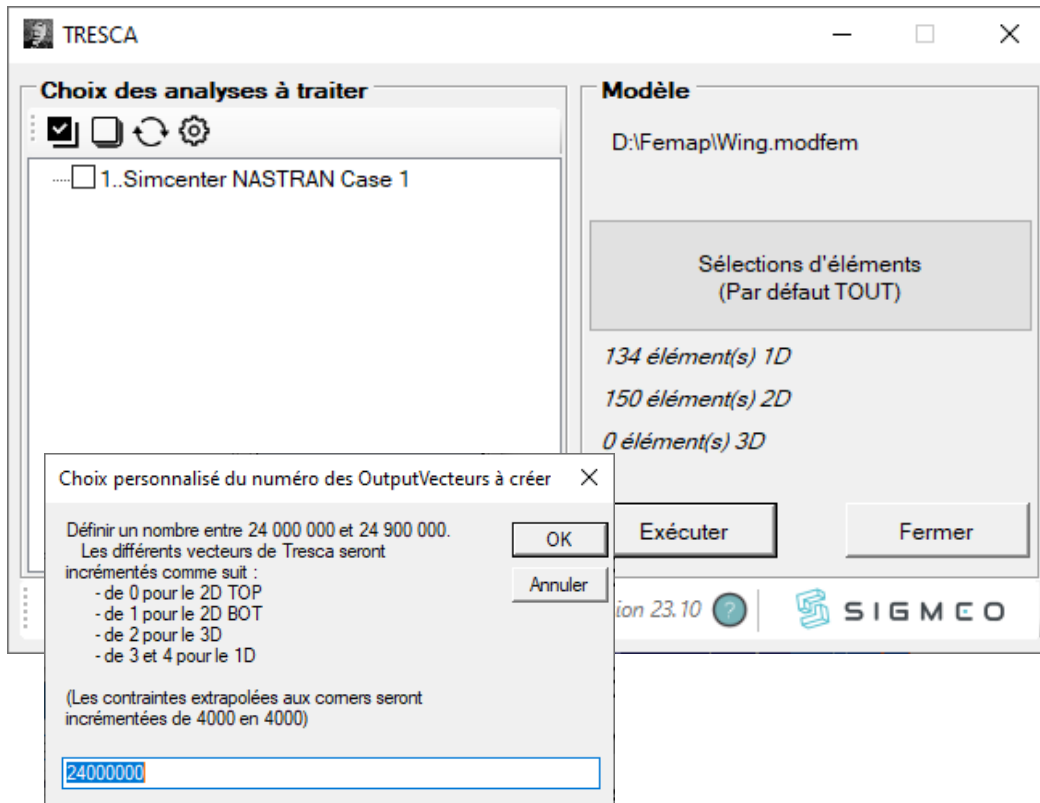 TRESCA
Choix des analyses à traiter
1..Simcenter NASTRAN Case 1
Modèle
D:\Femap\Wing.modfem
Sélections d'éléments
(Par défaut TOUT)
134 élément(s) 1D
150 élément(s) 2D
0 élément(s) 3D
Exécuter
Fermer
23.10
?
SIGMEO
Choix personnalisé du numéro des OutputVecteurs à créer
Définir un nombre entre 24 000 000 et 24 900 000.
Les différents vecteurs de Tresca seront
incrémentés comme suit :
- de 0 pour le 2D TOP
- de 1 pour le 2D BOT
- de 2 pour le 3D
- de 3 et 4 pour le 1D
(Les contraintes extrapolées aux corners seront
incrémentées de 4000 en 4000)
OK
Annuler
24000000